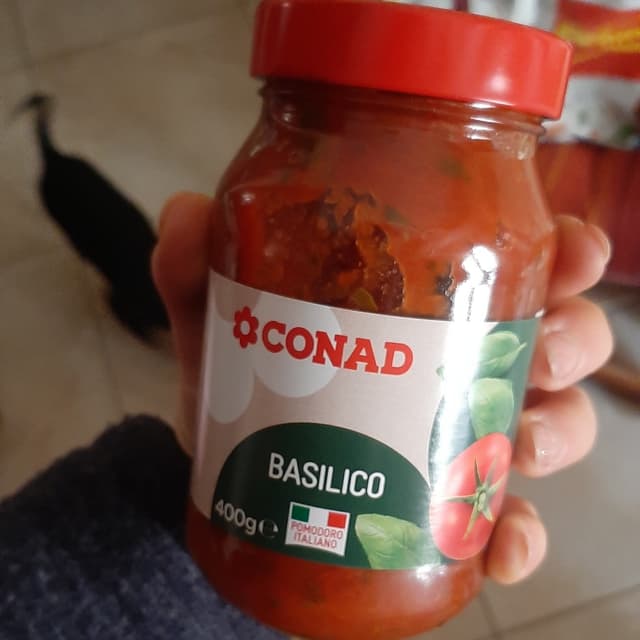 CONAD
BASILICO
400g℮
POMODORO
ITALIANO